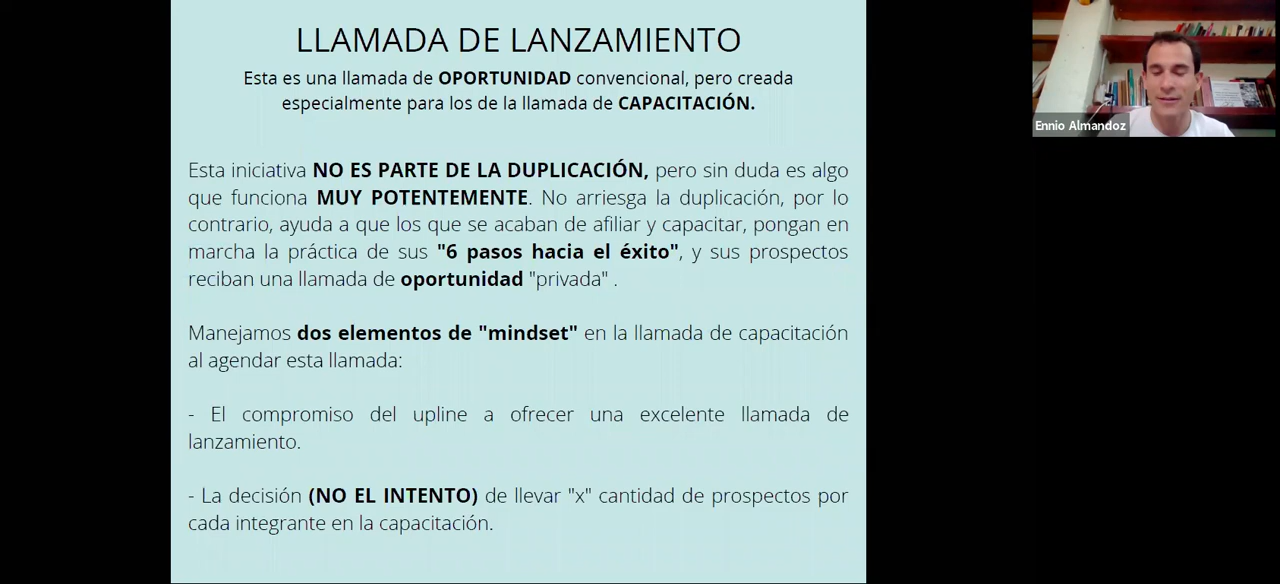 LLAMADA DE LANZAMIENTO
Esta es una llamada de OPORTUNIDAD convencional, pero creada
especialmente para los de la llamada de CAPACITACIÓN.
Esta iniciativa NO ES PARTE DE LA DUPLICACIÓN, pero sin duda es algo
que funciona MUY POTENTEMENTE. No arriesga la duplicación, por lo
contrario, ayuda a que los que se acaban de afiliar y capacitar, pongan en
marcha la práctica de sus "6 pasos hacia el éxito", y sus prospectos
reciban una llamada de oportunidad "privada" .
Manejamos dos elementos de "mindset" en la llamada de capacitación
al agendar esta llamada:
- El compromiso del upline a ofrecer una excelente llamada de
lanzamiento.
- La decisión (NO EL INTENTO) de llevar "x" cantidad de prospectos por
cada integrante en la capacitación.
Ennio Almandoz